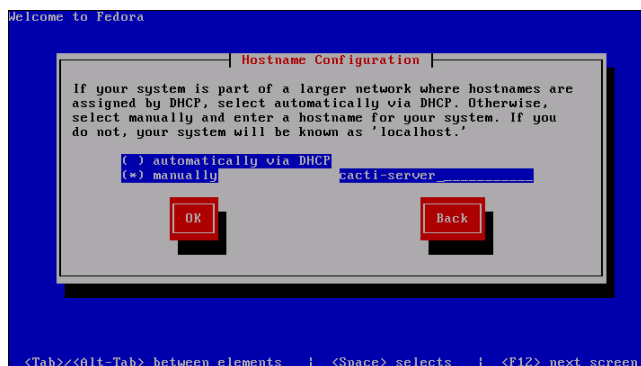 Welcome to Fedora
Hostname Configuration
If your system is part of a larger network where hostnames are
assigned by DHCP, select automatically via DHCP. Otherwise,
select manually and enter a hostname for your system. If you
do not, your system will be known as 'localhost.'
( ) automatically via DHCP
(*) manually cacti-server___________
OK Back
<Tab>/<Alt-Tab> between elements | <Space> selects | <F12> next screen